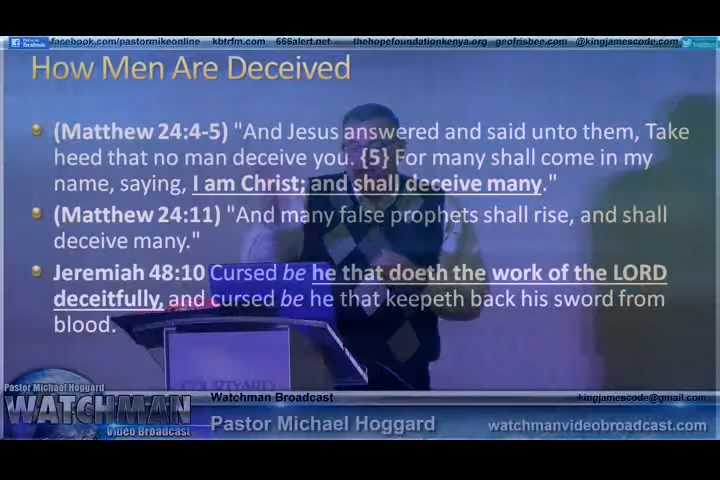 facebook.com/pastormikeonline kbtrfm.com 666alert.net thehopefoundationkenya.org geofrisbee.com @kingjamescode.com
How Men Are Deceived
(Matthew 24:4-5) "And Jesus answered and said unto them, Take
heed that no man deceive you. {5} For many shall come in my
name, saying, I am Christ; and shall deceive many."
(Matthew 24:11) "And many false prophets shall rise, and shall
deceive many."
Jeremiah 48:10 Cursed be he that doeth the work of the LORD
deceitfully, and cursed be he that keepeth back his sword from
blood.
COURTYARD
Pastor Michael Hoggard
WATCHMAN
Video Broadcast
Watchman Broadcast kingjamescode@gmail.com
Pastor Michael Hoggard watchmanvideobroadcast.com